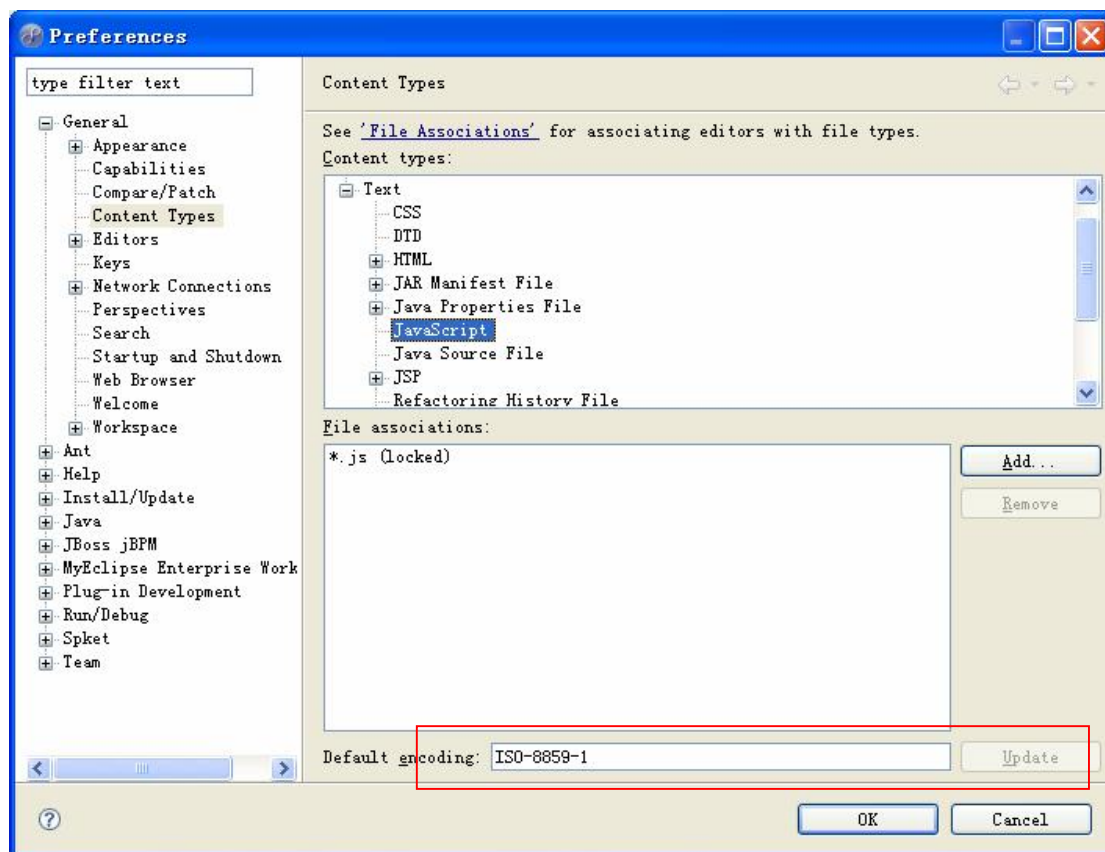 Preferences
type filter text
General
Appearance
Capabilities
Compare/Patch
Content Types
Editors
Keys
Network Connections
Perspectives
Search
Startup and Shutdown
Web Browser
Welcome
Workspace
Ant
Help
Install/Update
Java
JBoss jBPM
MyEclipse Enterprise Work
Plug-in Development
Run/Debug
Spket
Team
Content Types
See 'File Associations' for associating editors with file types.
Content types:
Text
CSS
DTD
HTML
JAR Manifest File
Java Properties File
JavaScript
Java Source File
JSP
Refactoring History File
File associations:
*.js (locked)
Add...
Remove
Default encoding: ISO-8859-1 Update
OK Cancel